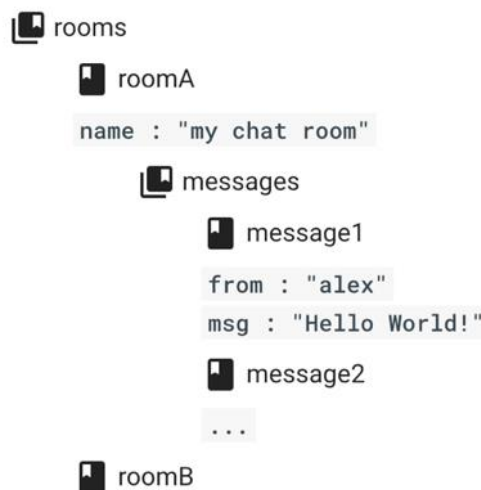 rooms
roomA
name : "my chat room"
messages
message1
from : "alex"
msg : "Hello World!"
message2
...
roomB